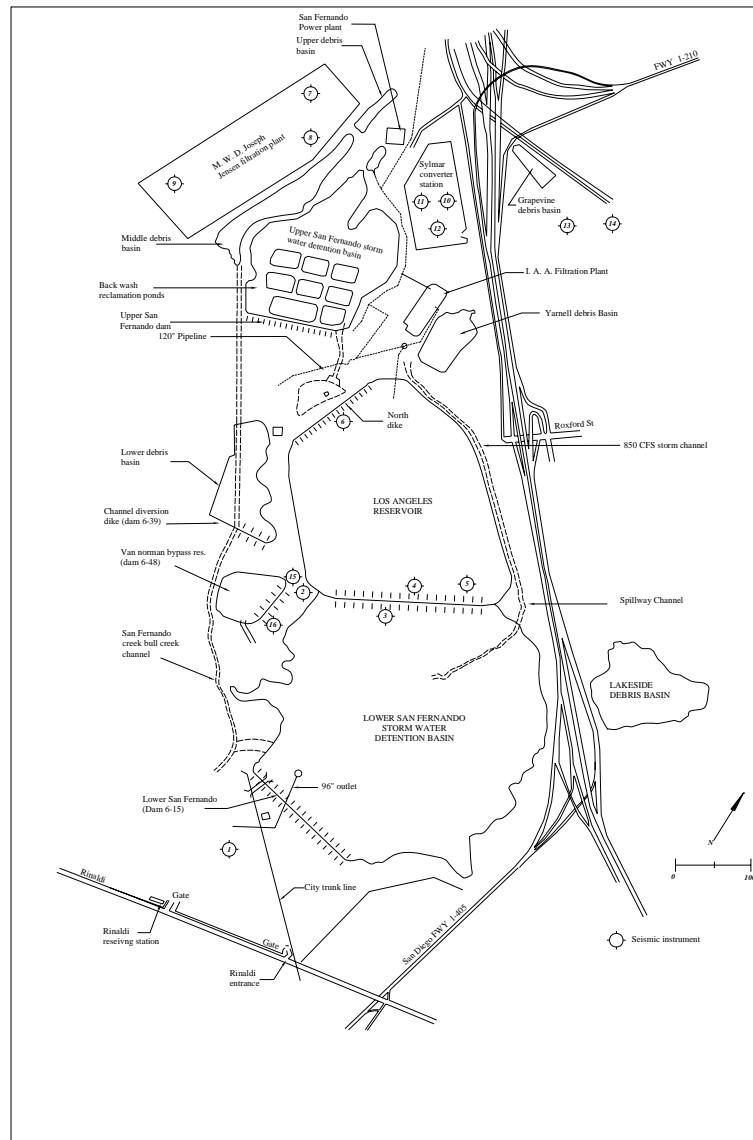 San Fernando
Power plant
Upper debris
basin
FWY 1-210
7
M. W. D. Joseph
Jensen filtration plant
8
9
Sylmar
converter
station
11
10
12
Grapevine
debris basin
13
14
Middle debris
basin
Upper San Fernando storm
water detention basin
I. A. A. Filtration Plant
Back wash
reclamation ponds
Yarnell debris Basin
Upper San
Fernando dam
120" Pipeline
North
dike
6
Roxford St
850 CFS storm channel
Lower debris
basin
LOS ANGELES
RESERVOIR
Channel diversion
dike (dam 6-39)
Van norman bypass res.
(dam 6-48)
15
2
4
5
3
16
Spillway Channel
San Fernando
creek bull creek
channel
LAKESIDE
DEBRIS BASIN
LOWER SAN FERNANDO
STORM WATER
DETENTION BASIN
96" outlet
Lower San Fernando
(Dam 6-15)
1
N
0
100
Rinaldi
Gate
City trunk line
Rinaldi
reseivng station
Gate
San Diego FWY 1-405
Seismic instrument
Rinaldi
entrance